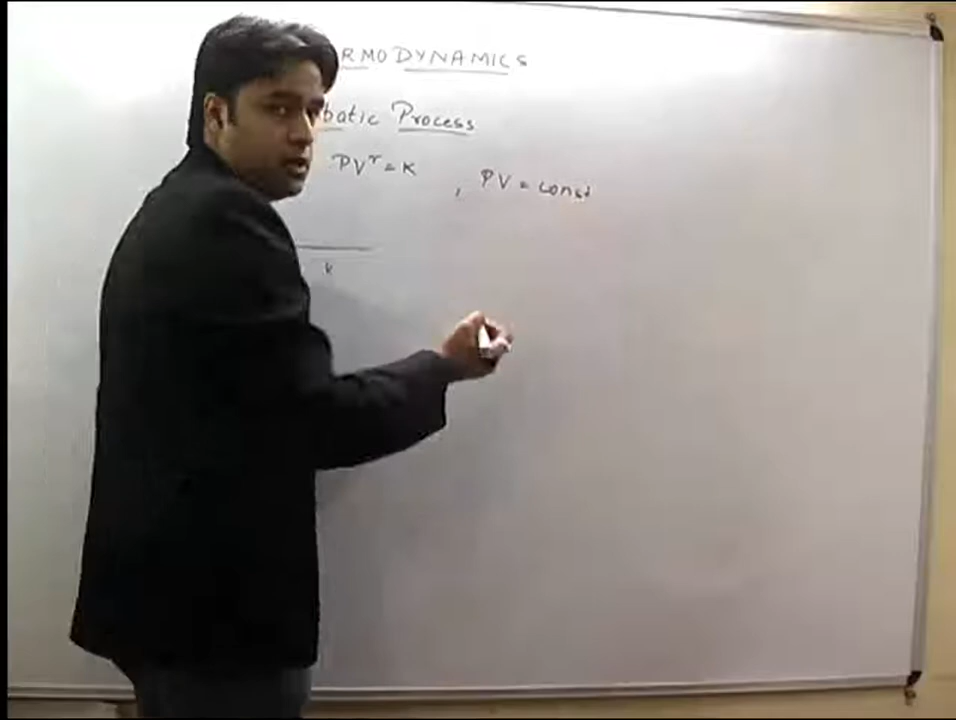 RMODYNAMICS
batic Process
PV^r = K , PV = const
k